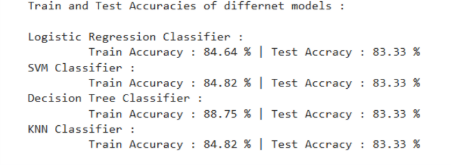 Train and Test Accuracies of differnet models :
Logistic Regression Classifier :
Train Accuracy : 84.64 % | Test Accracy : 83.33 %
SVM Classifier :
Train Accuracy : 84.82 % | Test Accracy : 83.33 %
Decision Tree Classifier :
Train Accuracy : 88.75 % | Test Accracy : 83.33 %
KNN Classifier :
Train Accuracy : 84.82 % | Test Accracy : 83.33 %